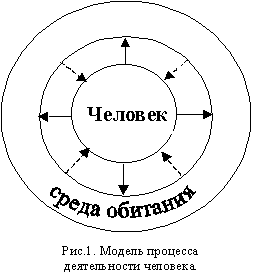 Человек
среда обитания
Рис.1. Модель процесса
деятельности человека.